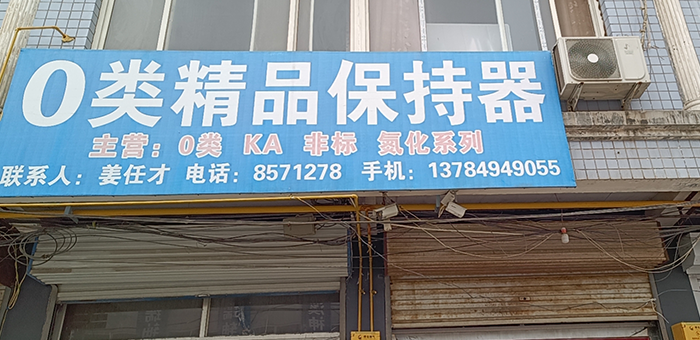 0类精品保持器
主营：0类 KA 非标 氮化系列
联系人：姜任才 电话：8571278 手机：13784949055